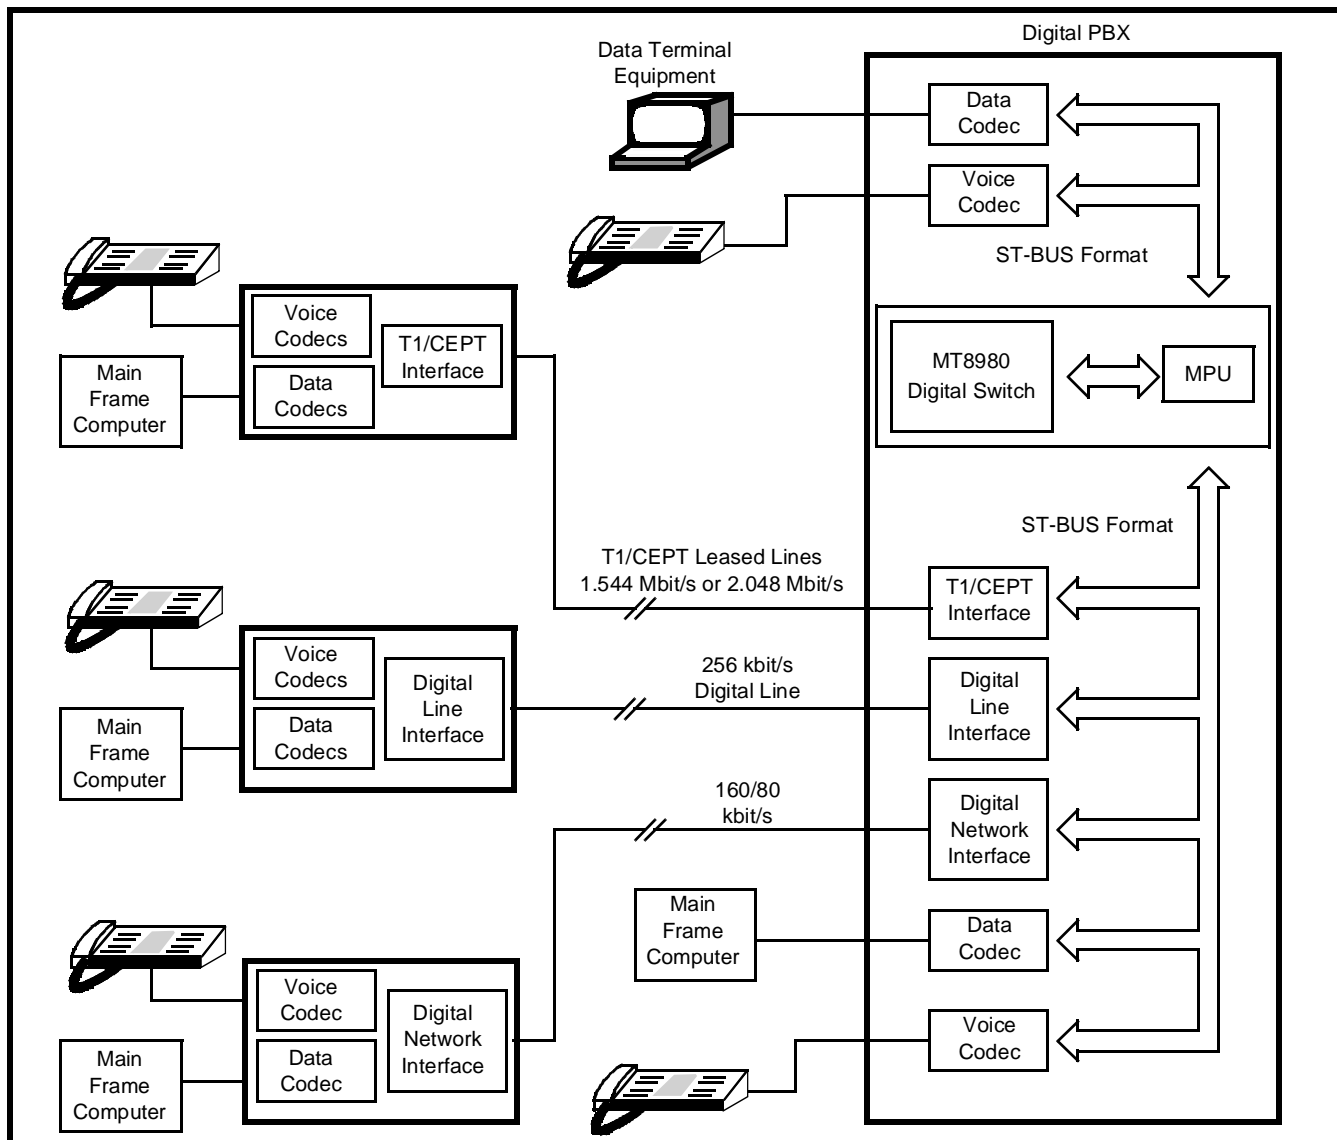 Digital PBX
Data Terminal
Equipment
Data
Codec
Voice
Codec
ST-BUS Format
Voice
Codecs
T1/CEPT
Interface
Data
Codecs
Main
Frame
Computer
MT8980
Digital Switch
MPU
ST-BUS Format
T1/CEPT Leased Lines
1.544 Mbit/s or 2.048 Mbit/s
T1/CEPT
Interface
Voice
Codecs
Digital
Line
Interface
Data
Codecs
Main
Frame
Computer
256 kbit/s
Digital Line
Digital
Line
Interface
160/80
kbit/s
Digital
Network
Interface
Main
Frame
Computer
Data
Codec
Voice
Codec
Digital
Network
Interface
Data
Codec
Main
Frame
Computer
Voice
Codec